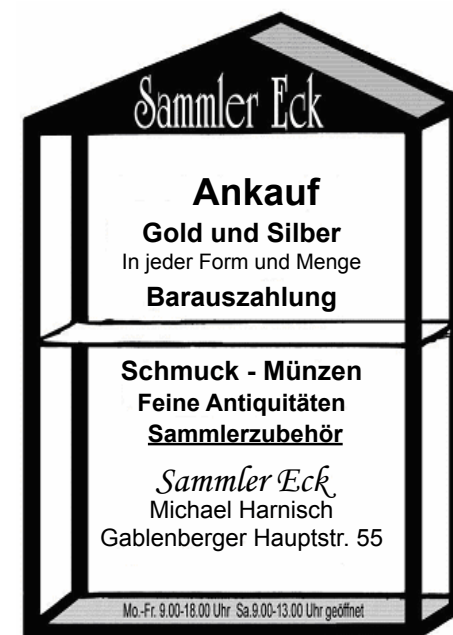 Sammler Eck
Ankauf
Gold und Silber
In jeder Form und Menge
Barauszahlung
Schmuck - Münzen
Feine Antiquitäten
Sammlerzubehör
Sammler Eck
Michael Harnisch
Gablenberger Hauptstr. 55
Mo.-Fr. 9.00-18.00 Uhr Sa.9.00-13.00 Uhr geöffnet